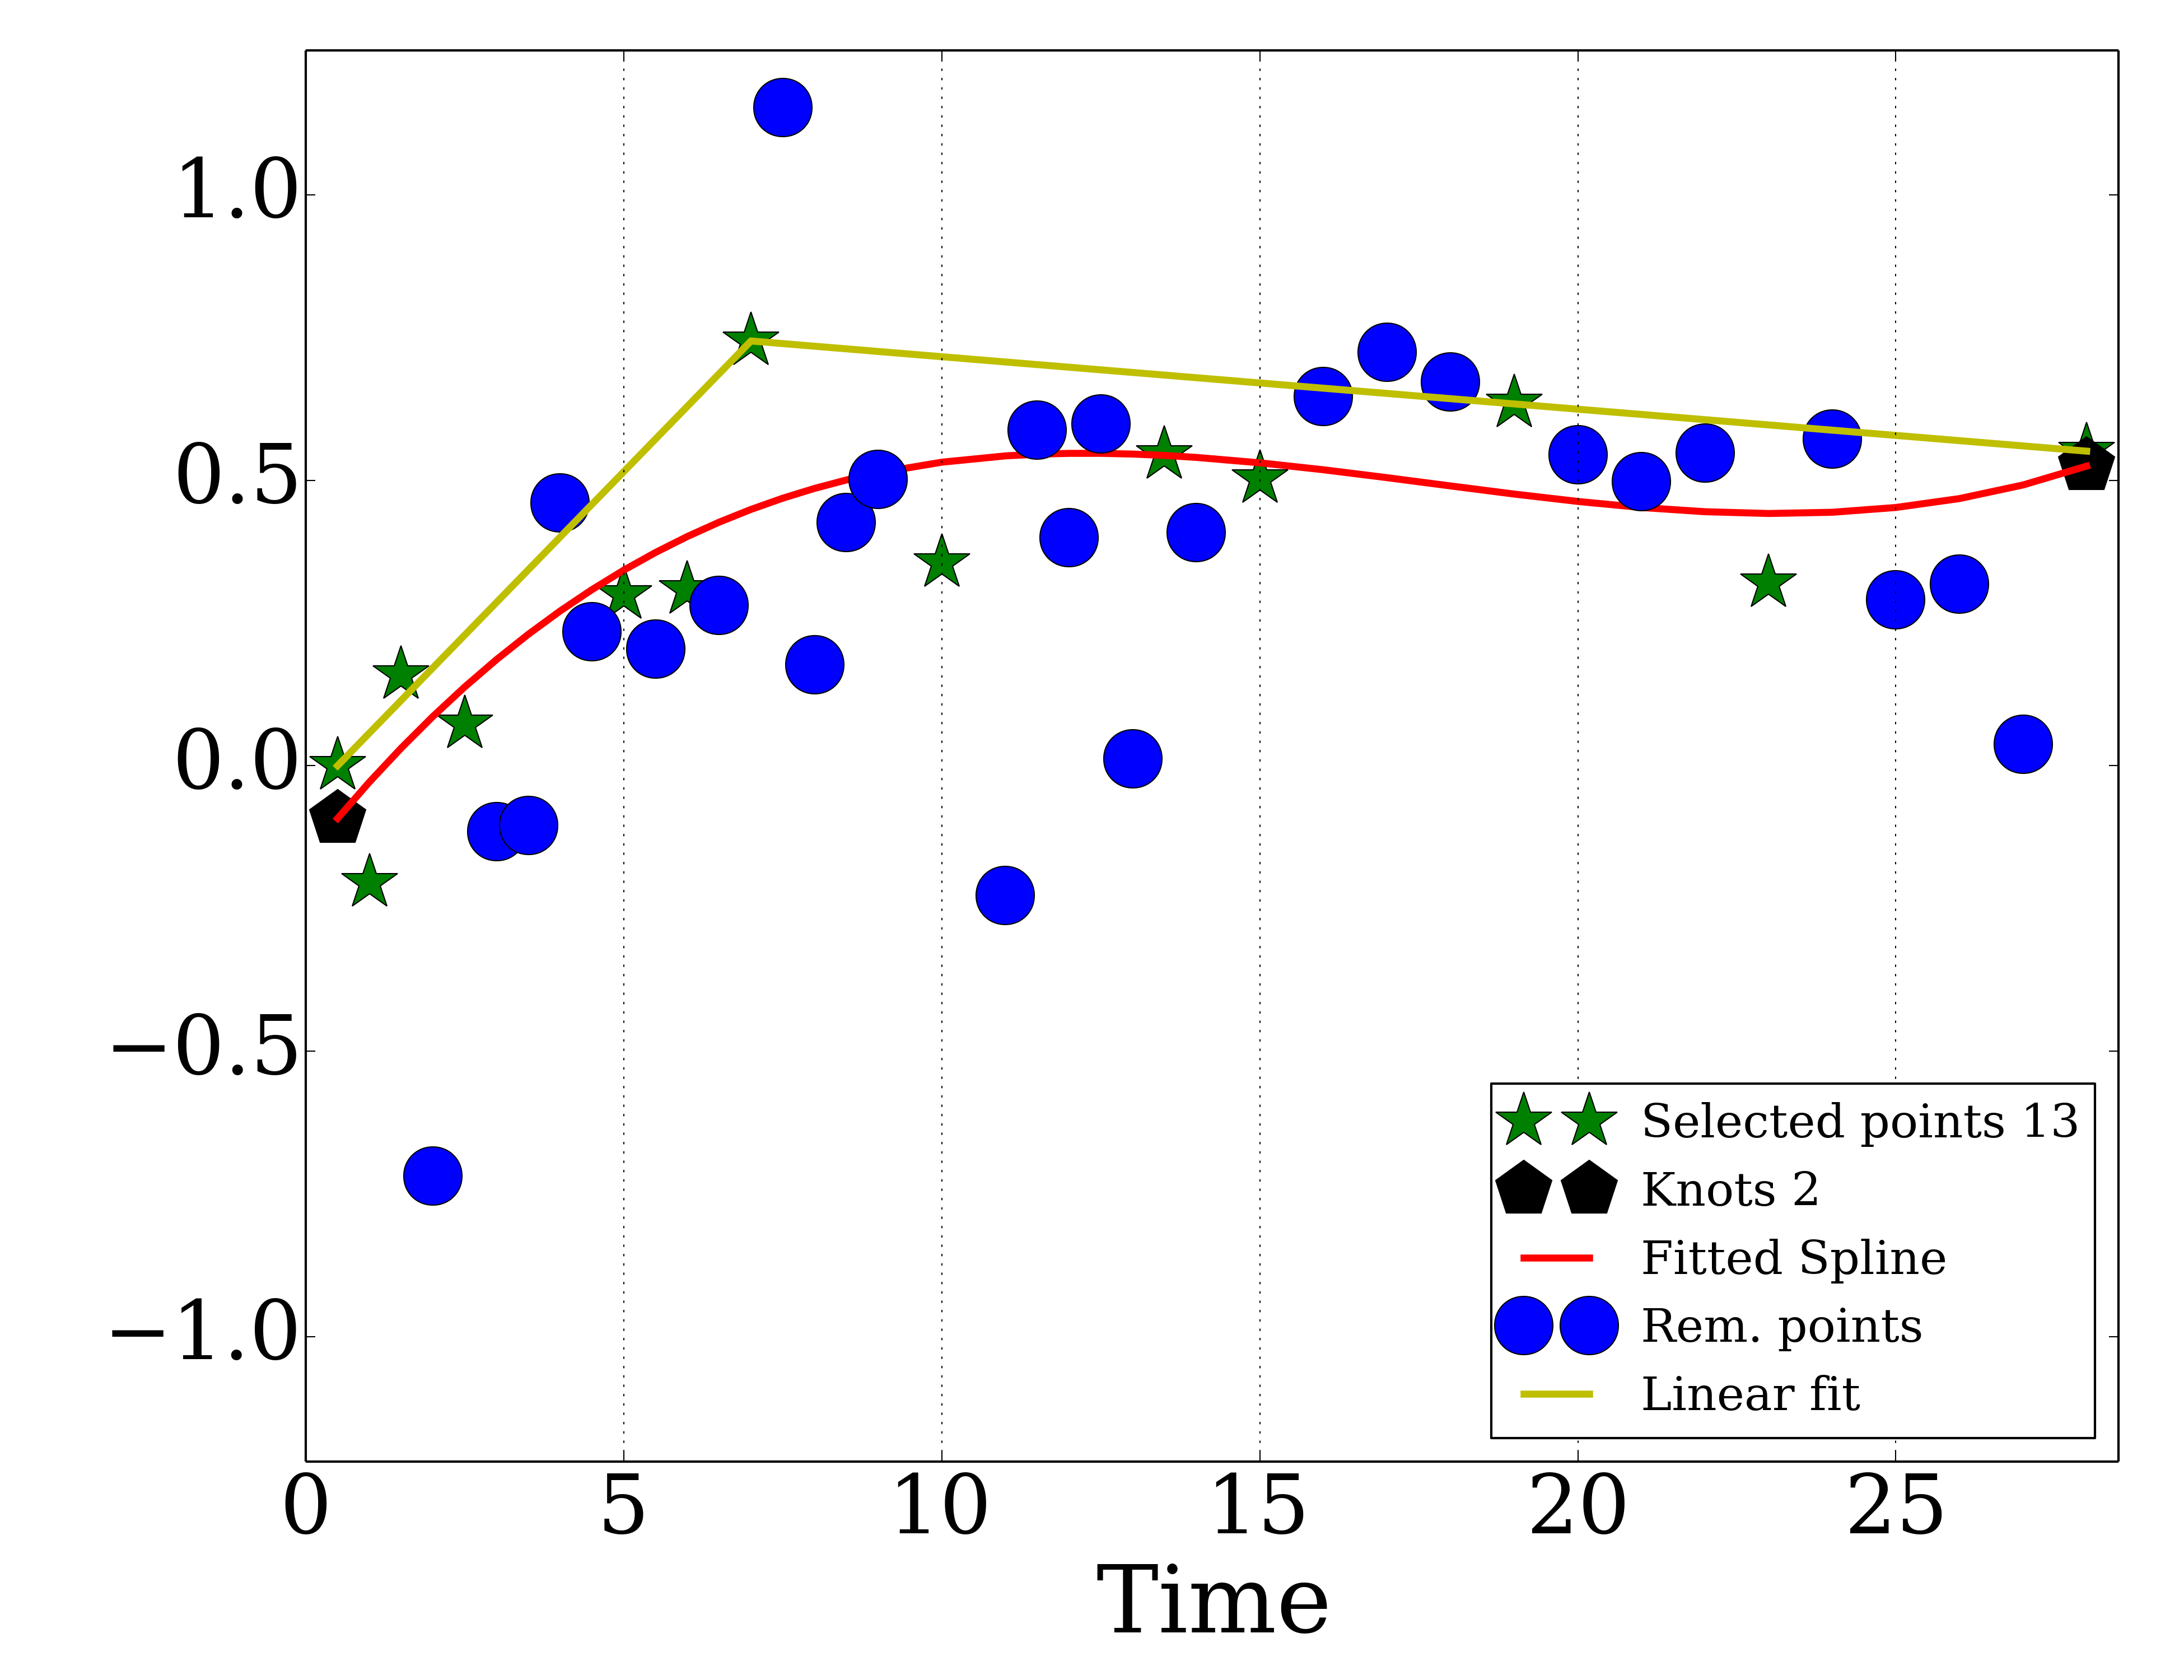 1.0
0.5
0.0
−0.5
−1.0
0 5 10 15 20 25
Time
Selected points 13
Knots 2
Fitted Spline
Rem. points
Linear fit